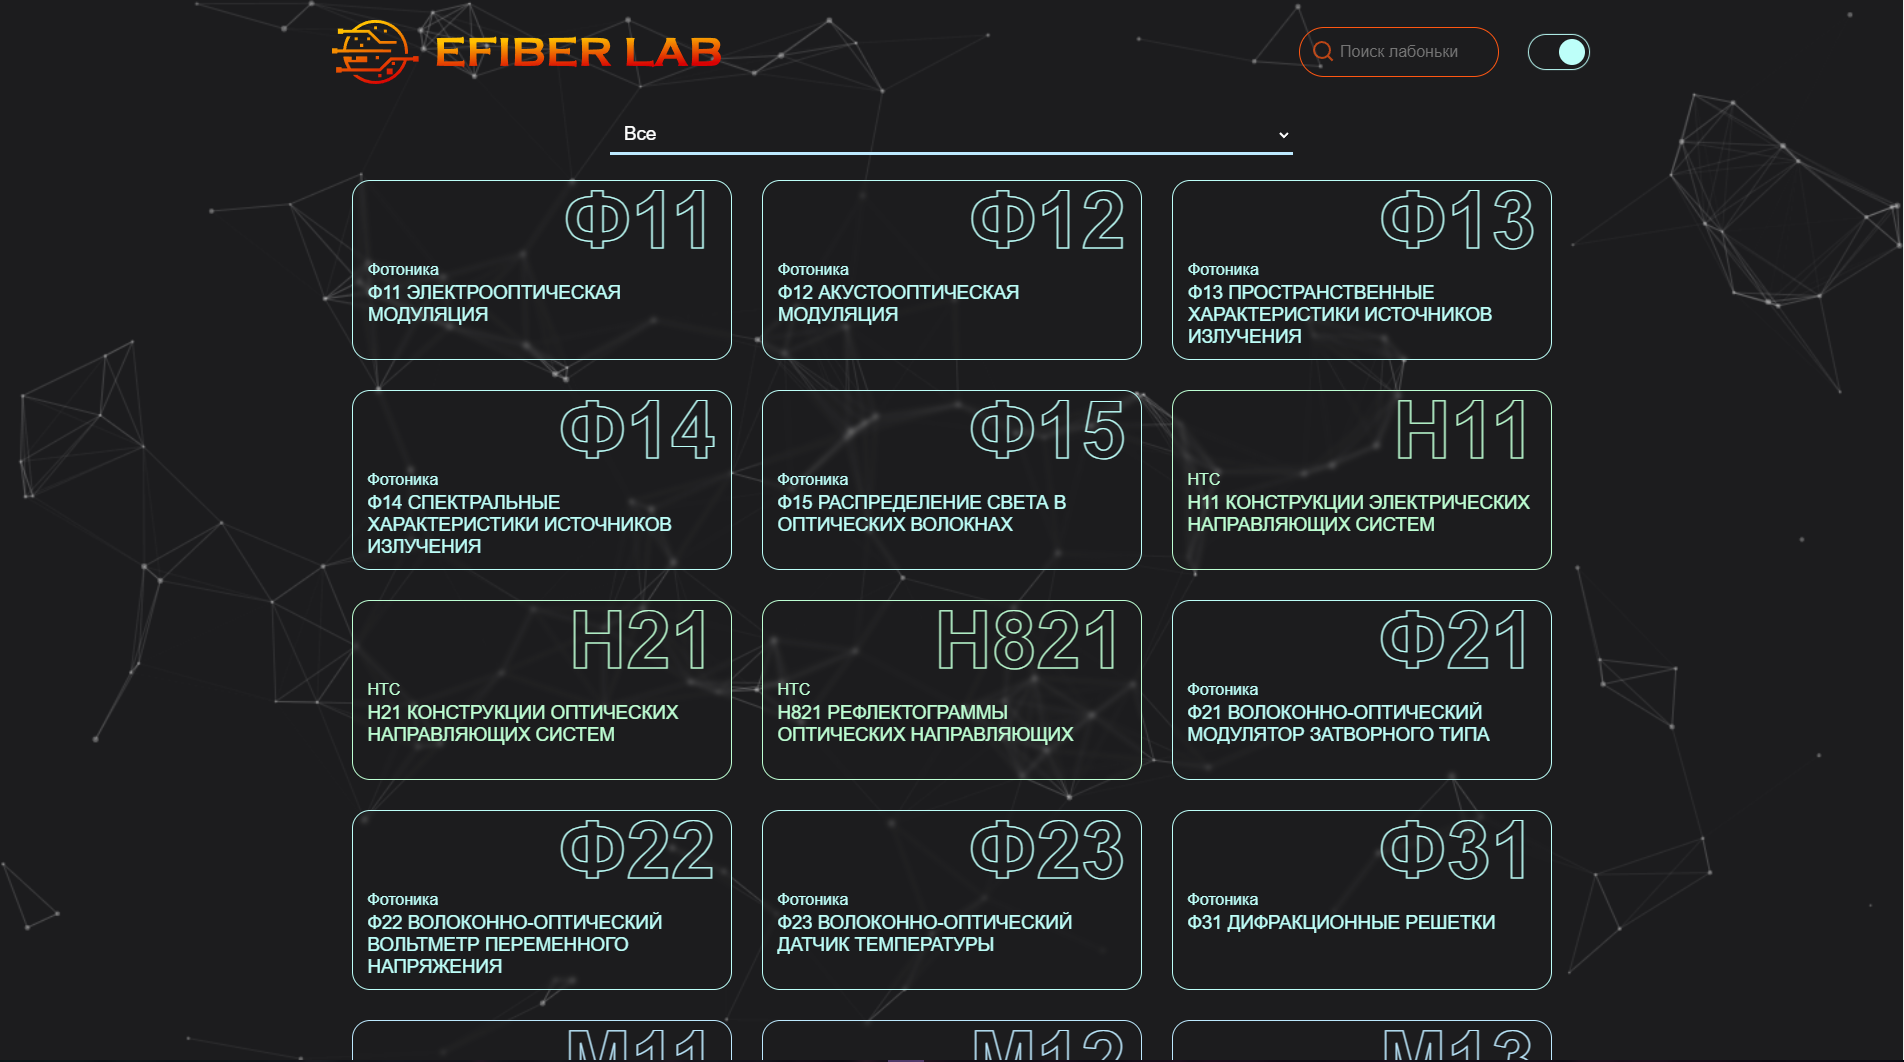 EFIBER LAB
Поиск лабоньки
Все
Ф11
Фотоника
Ф11 ЭЛЕКТРООПТИЧЕСКАЯ
МОДУЛЯЦИЯ
Ф12
Фотоника
Ф12 АКУСТООПТИЧЕСКАЯ
МОДУЛЯЦИЯ
Ф13
Фотоника
Ф13 ПРОСТРАНСТВЕННЫЕ
ХАРАКТЕРИСТИКИ ИСТОЧНИКОВ
ИЗЛУЧЕНИЯ
Ф14
Фотоника
Ф14 СПЕКТРАЛЬНЫЕ
ХАРАКТЕРИСТИКИ ИСТОЧНИКОВ
ИЗЛУЧЕНИЯ
Ф15
Фотоника
Ф15 РАСПРЕДЕЛЕНИЕ СВЕТА В
ОПТИЧЕСКИХ ВОЛОКНАХ
Н11
НТС
Н11 КОНСТРУКЦИИ ЭЛЕКТРИЧЕСКИХ
НАПРАВЛЯЮЩИХ СИСТЕМ
Н21
НТС
Н21 КОНСТРУКЦИИ ОПТИЧЕСКИХ
НАПРАВЛЯЮЩИХ СИСТЕМ
Н821
НТС
Н821 РЕФЛЕКТОГРАММЫ
ОПТИЧЕСКИХ НАПРАВЛЯЮЩИХ
Ф21
Фотоника
Ф21 ВОЛОКОННО-ОПТИЧЕСКИЙ
МОДУЛЯТОР ЗАТВОРНОГО ТИПА
Ф22
Фотоника
Ф22 ВОЛОКОННО-ОПТИЧЕСКИЙ
ВОЛЬТМЕТР ПЕРЕМЕННОГО
НАПРЯЖЕНИЯ
Ф23
Фотоника
Ф23 ВОЛОКОННО-ОПТИЧЕСКИЙ
ДАТЧИК ТЕМПЕРАТУРЫ
Ф31
Фотоника
Ф31 ДИФРАКЦИОННЫЕ РЕШЕТКИ
М11
М12
М13